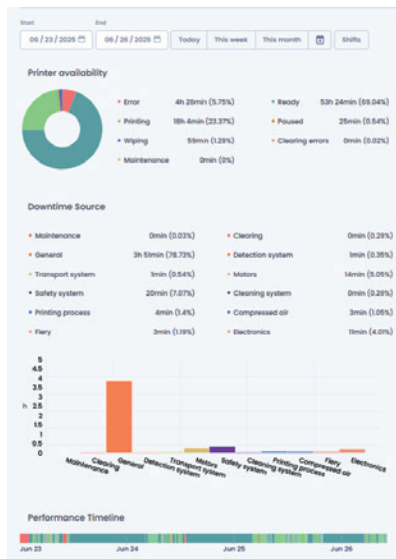 Start End
06 / 23 / 2025 06 / 26 / 2025 Today This week This month Shifts
Printer availability
Error 4h 26min (5.75%) Ready 53h 24min (69.04%)
Printing 18h 4min (23.37%) Paused 25min (0.54%)
Wiping 59min (1.29%) Clearing errors 0min (0.02%)
Maintenance 0min (0%)
Downtime Source
Maintenance 0min (0.03%) Clearing 0min (0.29%)
General 3h 51min (78.73%) Detection system 1min (0.35%)
Transport system 1min (0.54%) Motors 14min (5.05%)
Safety system 20min (7.07%) Cleaning system 0min (0.29%)
Printing process 4min (1.4%) Compressed air 3min (1.05%)
Fiery 3min (1.19%) Electronics 11min (4.01%)
5
4.5
4
3.5
3
2.5
2
1.5
1
0.5
0
h
Maintenance Clearing General Detection system Transport system Motors Safety system Cleaning system Printing process Compressed air Fiery Electronics
Performance Timeline
Jun 23 Jun 24 Jun 25 Jun 26